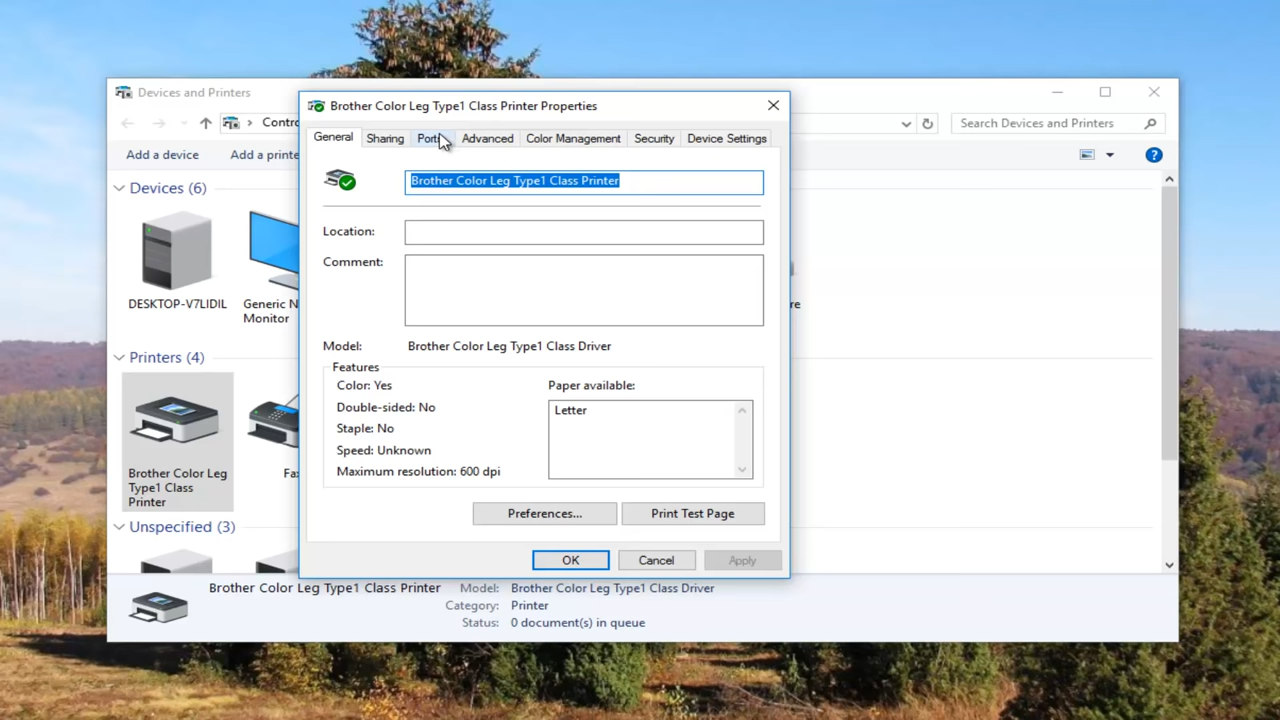 Devices and Printers
Contro
Search Devices and Printers
Add a device
Add a printe
Devices (6)
DESKTOP-V7LIDIL
Generic N
Monitor
re
Printers (4)
Brother Color Leg
Type1 Class
Printer
Fa
Unspecified (3)
Brother Color Leg Type1 Class Printer Properties
General
Sharing
Ports
Advanced
Color Management
Security
Device Settings
Brother Color Leg Type1 Class Printer
Location:
Comment:
Model: Brother Color Leg Type1 Class Driver
Features
Color: Yes
Double-sided: No
Staple: No
Speed: Unknown
Maximum resolution: 600 dpi
Paper available:
Letter
Preferences...
Print Test Page
OK
Cancel
Apply
Brother Color Leg Type1 Class Printer
Model: Brother Color Leg Type1 Class Driver
Category: Printer
Status: 0 document(s) in queue